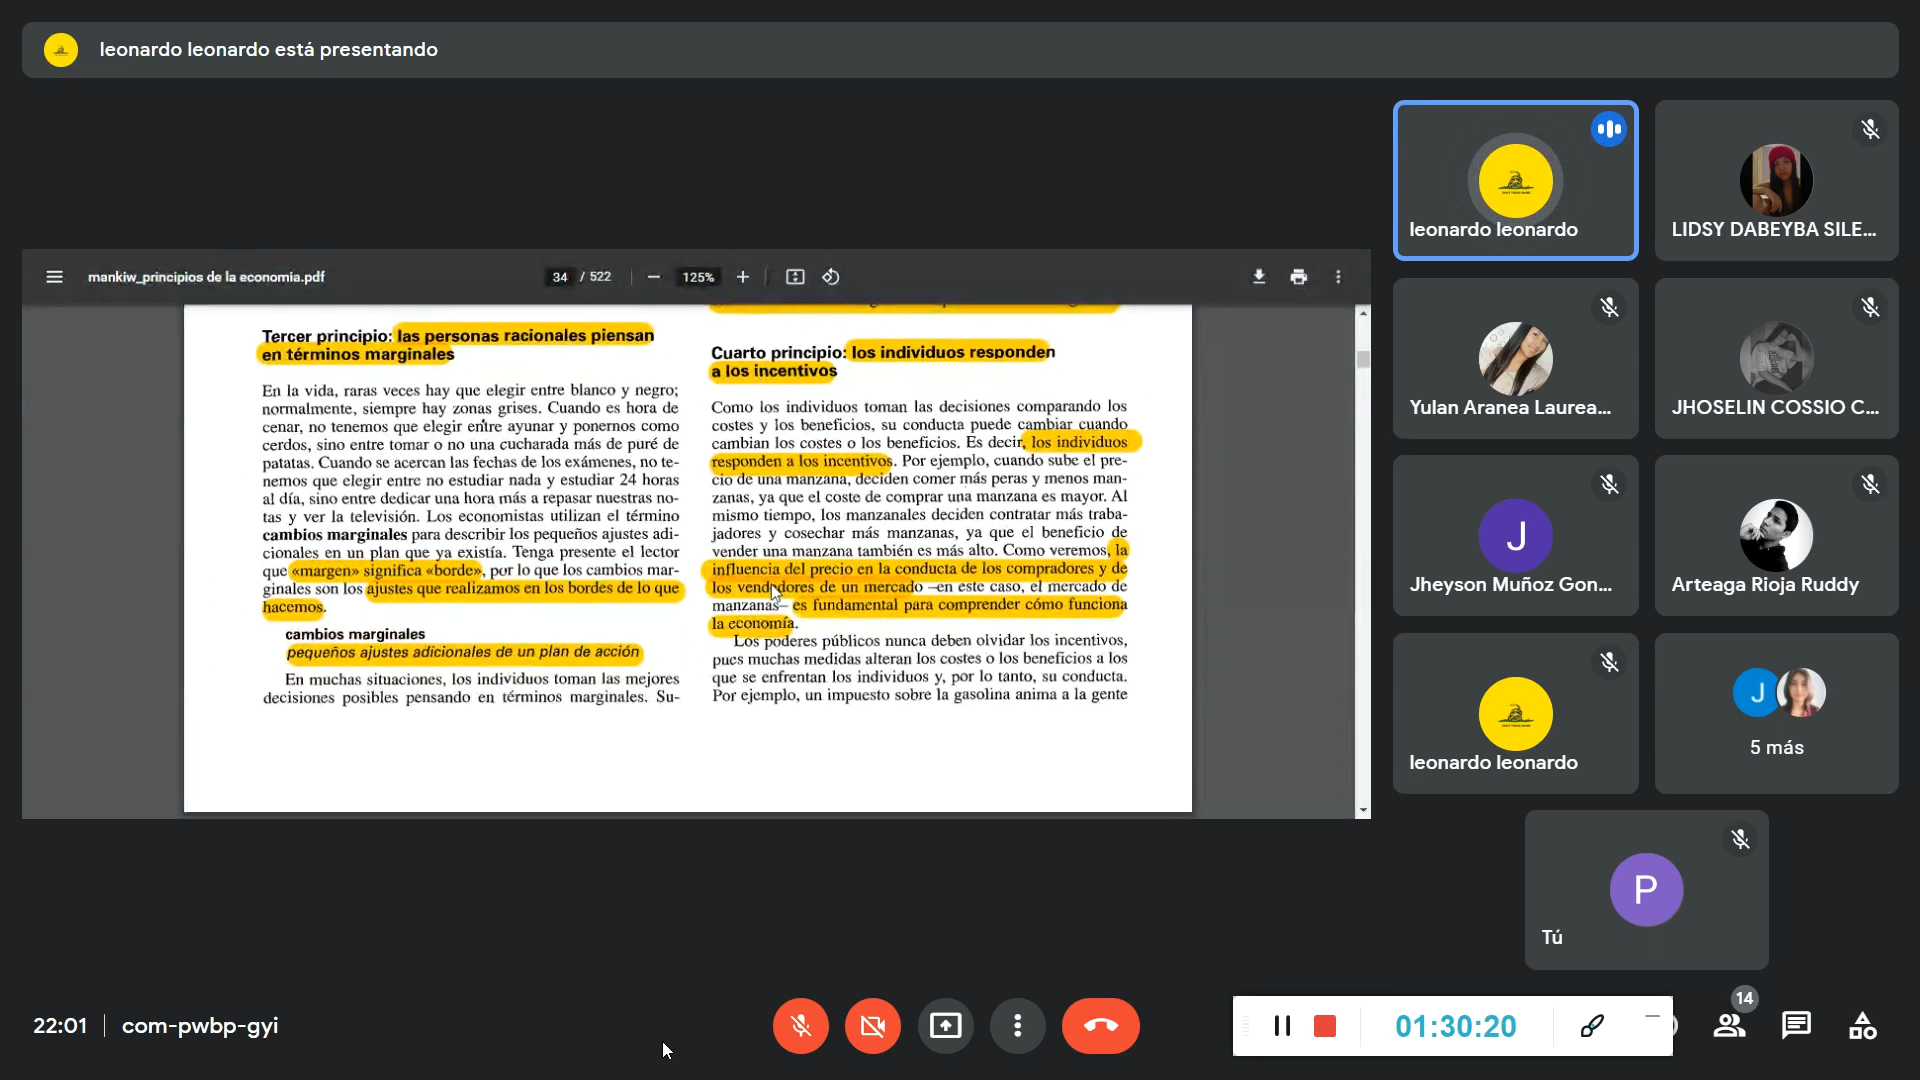 leonardo leonardo está presentando
mankiw_principios de la economia.pdf
34 / 522
125%
Tercer principio: las personas racionales piensan
en términos marginales
En la vida, raras veces hay que elegir entre blanco y negro;
normalmente, siempre hay zonas grises. Cuando es hora de
cenar, no tenemos que elegir entre ayunar y ponernos como
cerdos, sino entre tomar o no una cucharada más de puré de
patatas. Cuando se acercan las fechas de los exámenes, no te-
nemos que elegir entre no estudiar nada y estudiar 24 horas
al día, sino entre dedicar una hora más a repasar nuestras no-
tas y ver la televisión. Los economistas utilizan el término
cambios marginales para describir los pequeños ajustes adi-
cionales en un plan que ya existía. Tenga presente el lector
que «margen» significa «borde», por lo que los cambios mar-
ginales son los ajustes que realizamos en los bordes de lo que
hacemos.
cambios marginales
pequeños ajustes adicionales de un plan de acción
En muchas situaciones, los individuos toman las mejores
decisiones posibles pensando en términos marginales. Su-
Cuarto principio: los individuos responden
a los incentivos
Como los individuos toman las decisiones comparando los
costes y los beneficios, su conducta puede cambiar cuando
cambian los costes o los beneficios. Es decir, los individuos
responden a los incentivos. Por ejemplo, cuando sube el pre-
cio de una manzana, deciden comer más peras y menos man-
zanas, ya que el coste de comprar una manzana es mayor. Al
mismo tiempo, los manzanales deciden contratar más traba-
jadores y cosechar más manzanas, ya que el beneficio de
vender una manzana también es más alto. Como veremos, la
influencia del precio en la conducta de los compradores y de
los vendedores de un mercado –en este caso, el mercado de
manzanas– es fundamental para comprender cómo funciona
la economía.
Los poderes públicos nunca deben olvidar los incentivos,
pues muchas medidas alteran los costes o los beneficios a los
que se enfrentan los individuos y, por lo tanto, su conducta.
Por ejemplo, un impuesto sobre la gasolina anima a la gente
leonardo leonardo
LIDSY DABEYBA SILE...
Yulan Aranea Laurea...
JHOSELIN COSSIO C...
J
Jheyson Muñoz Gon...
Arteaga Rioja Ruddy
leonardo leonardo
J
5 más
P
Tú
22:01
com-pwbp-gyi
01:30:20
14